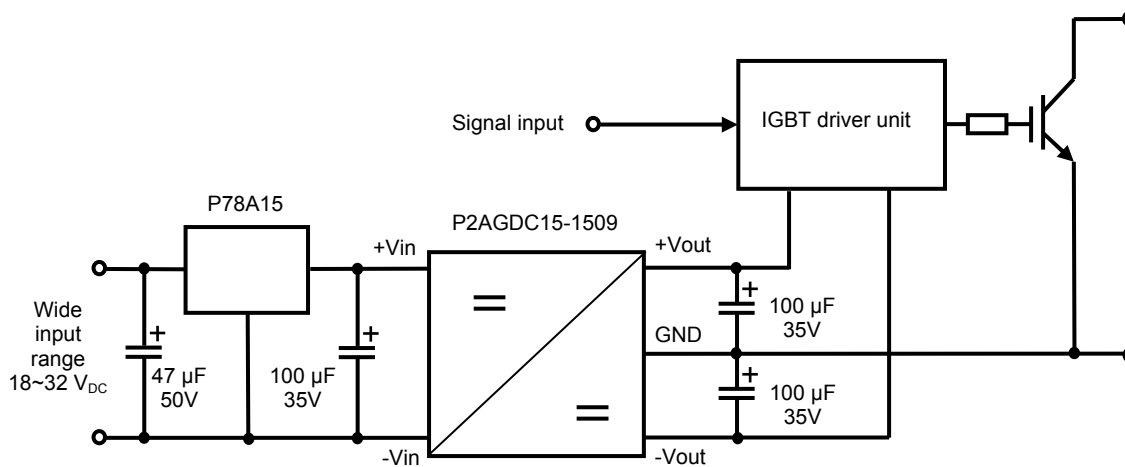 Signal input
IGBT driver unit
P78A15
P2AGDC15-1509
+Vin
+Vout
Wide
input
range
18~32 VDC
+
47 µF
50V
+
100 µF
35V
+
100 µF
35V
GND
+
100 µF
35V
-Vin
-Vout